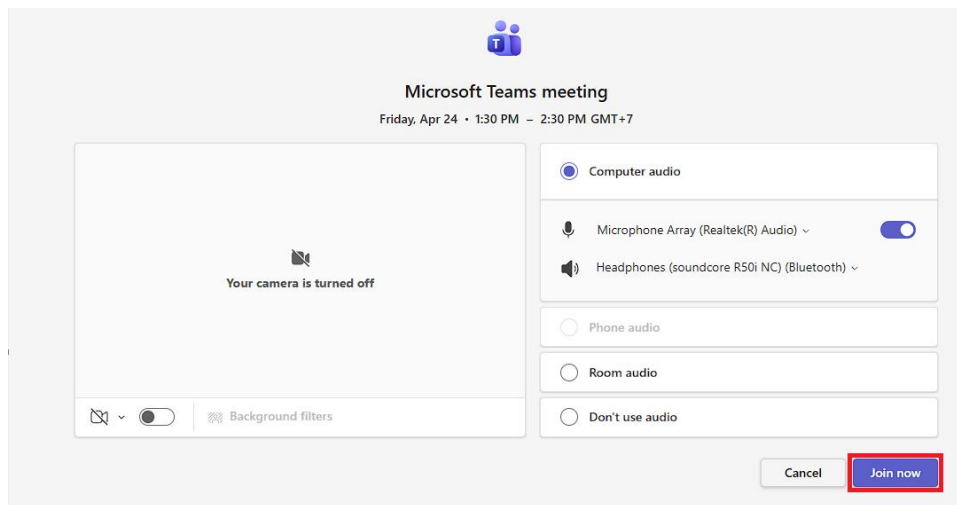 T
Microsoft Teams meeting
Friday, Apr 24 • 1:30 PM – 2:30 PM GMT+7
Your camera is turned off
Background filters
Computer audio
Microphone Array (Realtek(R) Audio)
Headphones (soundcore R50i NC) (Bluetooth)
Phone audio
Room audio
Don't use audio
Cancel
Join now